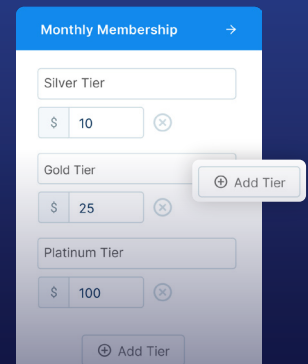 Monthly Membership →
Silver Tier
$ 10
Gold Tier
⊕ Add Tier
$ 25
Platinum Tier
$ 100
⊕ Add Tier